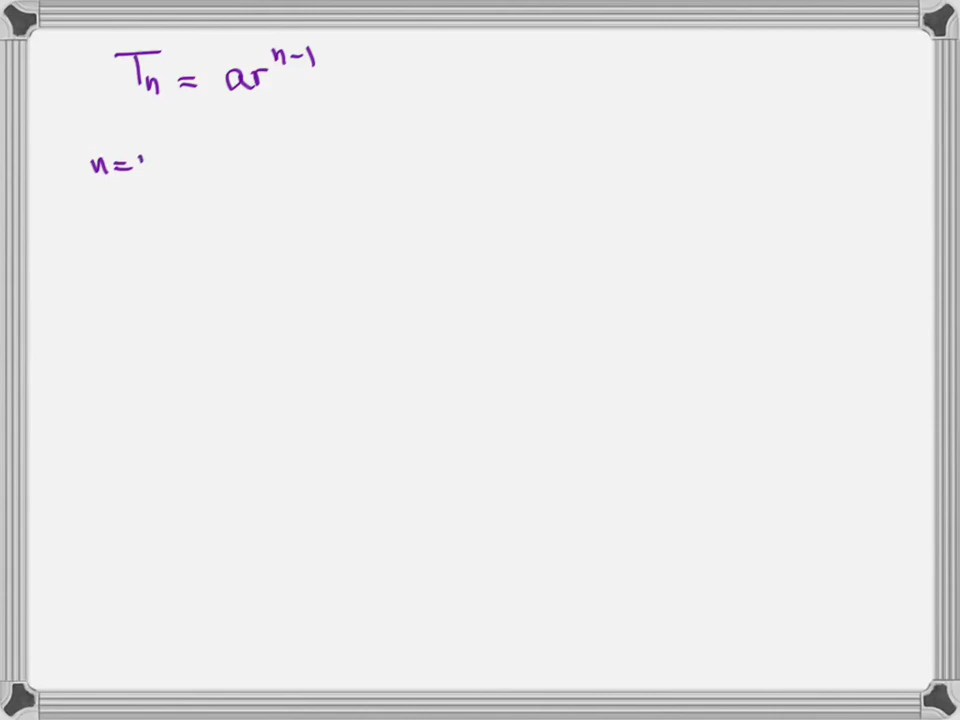 Tn = ar^n-1
n =